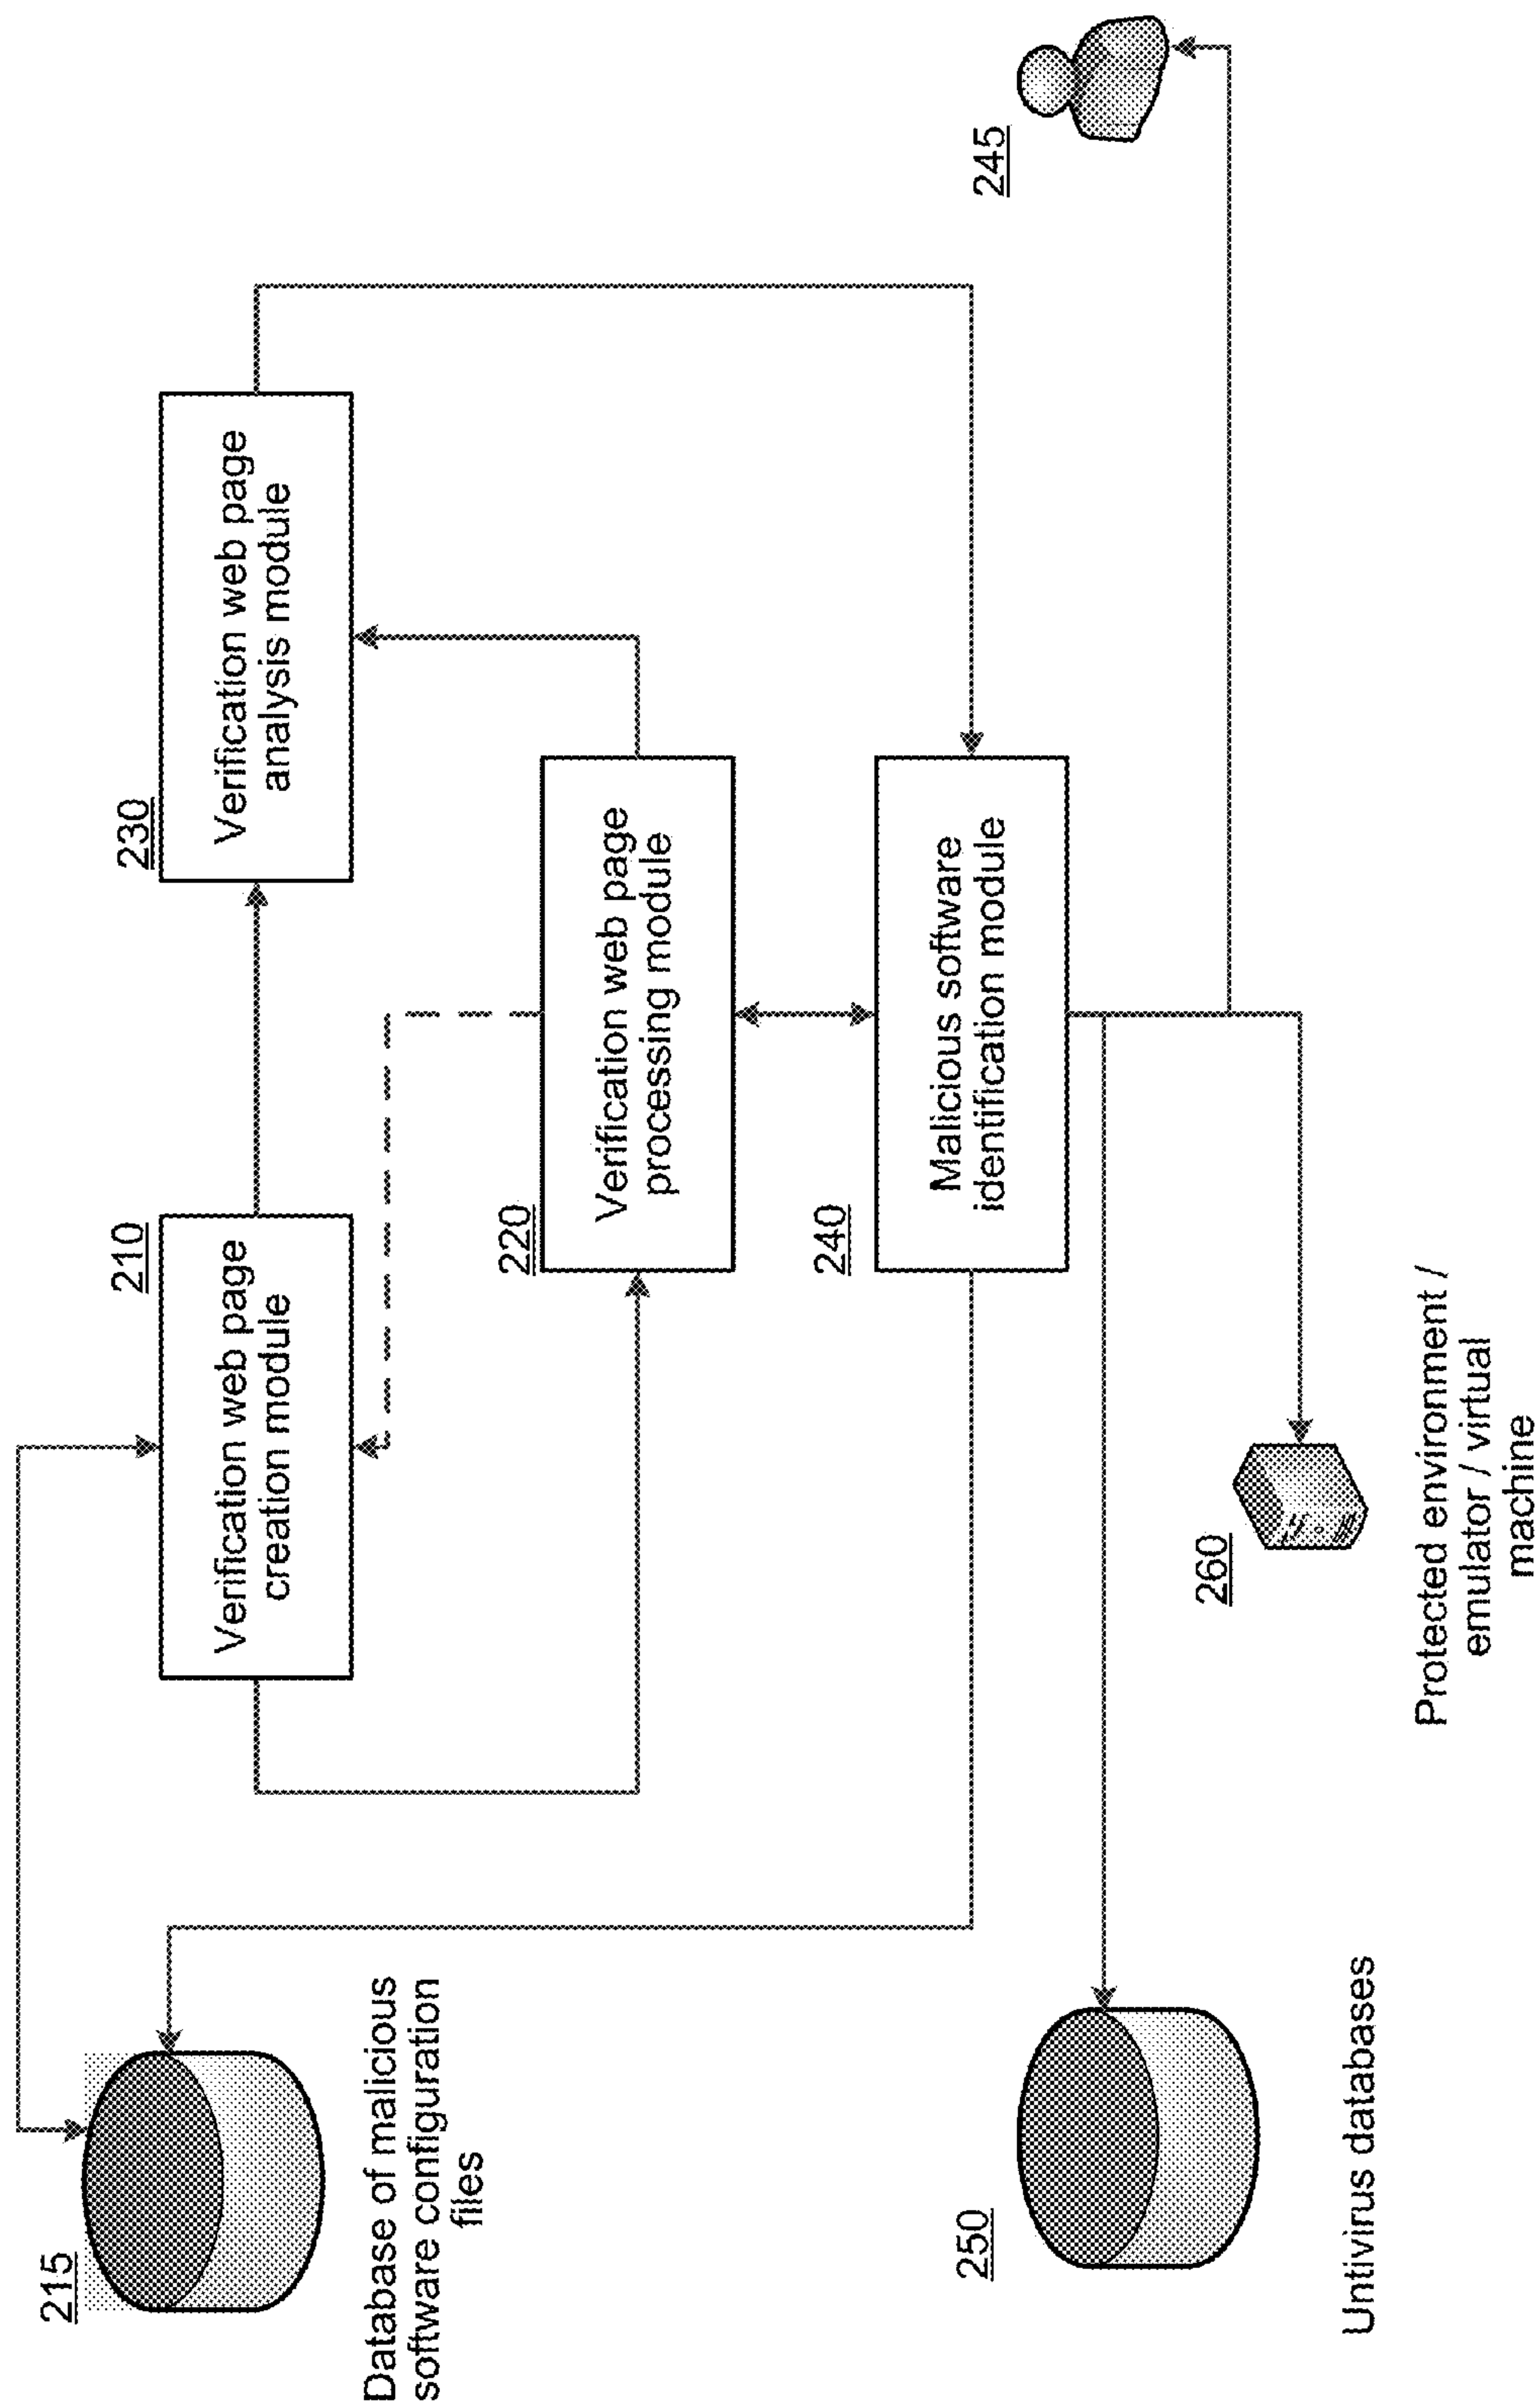 215
Database of malicious
software configuration
files
210
Verification web page
creation module
230
Verification web page
analysis module
220
Verification web page
processing module
240
Malicious software
identification module
245
250
Untivirus databases
260
Protected environment /
emulator / virtual
machine